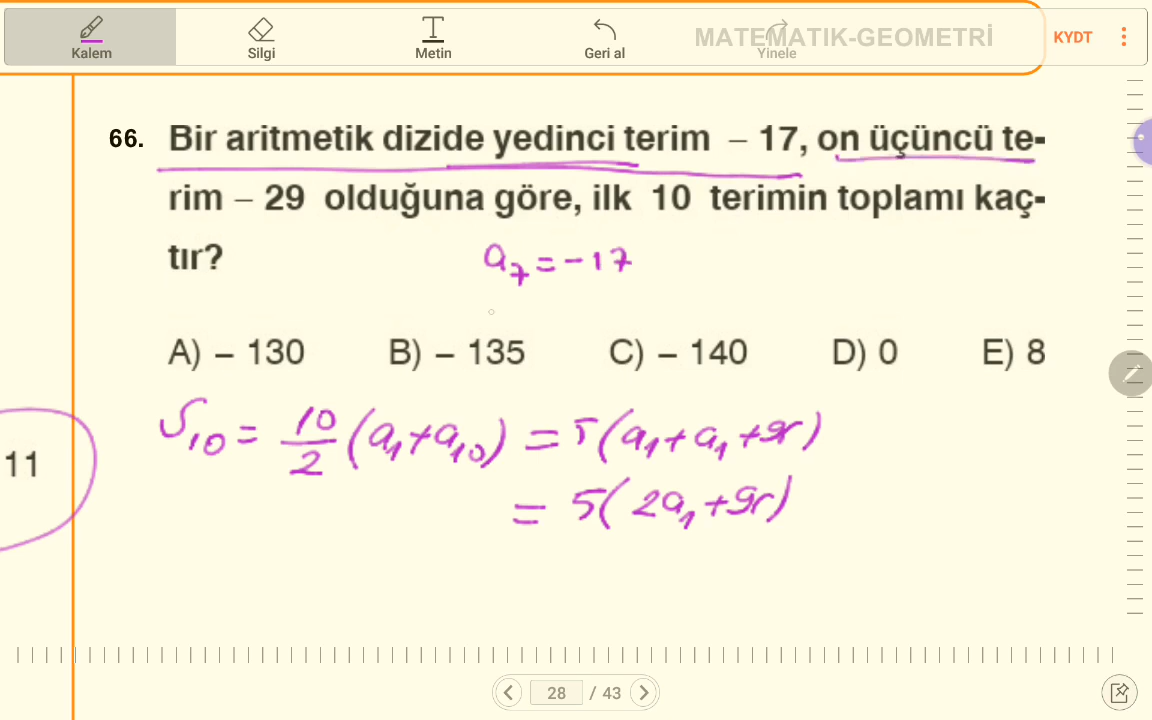 Kalem Silgi Metin Geri al Yinele
MATEMATIK-GEOMETRİ KYDT
66. Bir aritmetik dizide yedinci terim – 17, on üçüncü te-
rim – 29 olduğuna göre, ilk 10 terimin toplamı kaç-
tır?
a₇ = -17
A) – 130 B) – 135 C) – 140 D) 0 E) 8
S₁₀ = 10/2 (a₁+a₁₀) = 5(a₁+a₁+9r)
= 5(2a₁+9r)
11
28 / 43